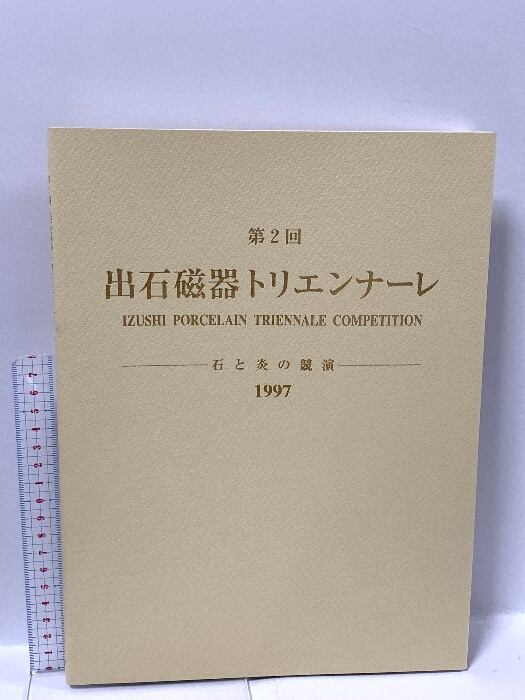 第2回
出石磁器トリエンナーレ
IZUSHI PORCELAIN TRIENNALE COMPETITION
石と炎の競演
1997